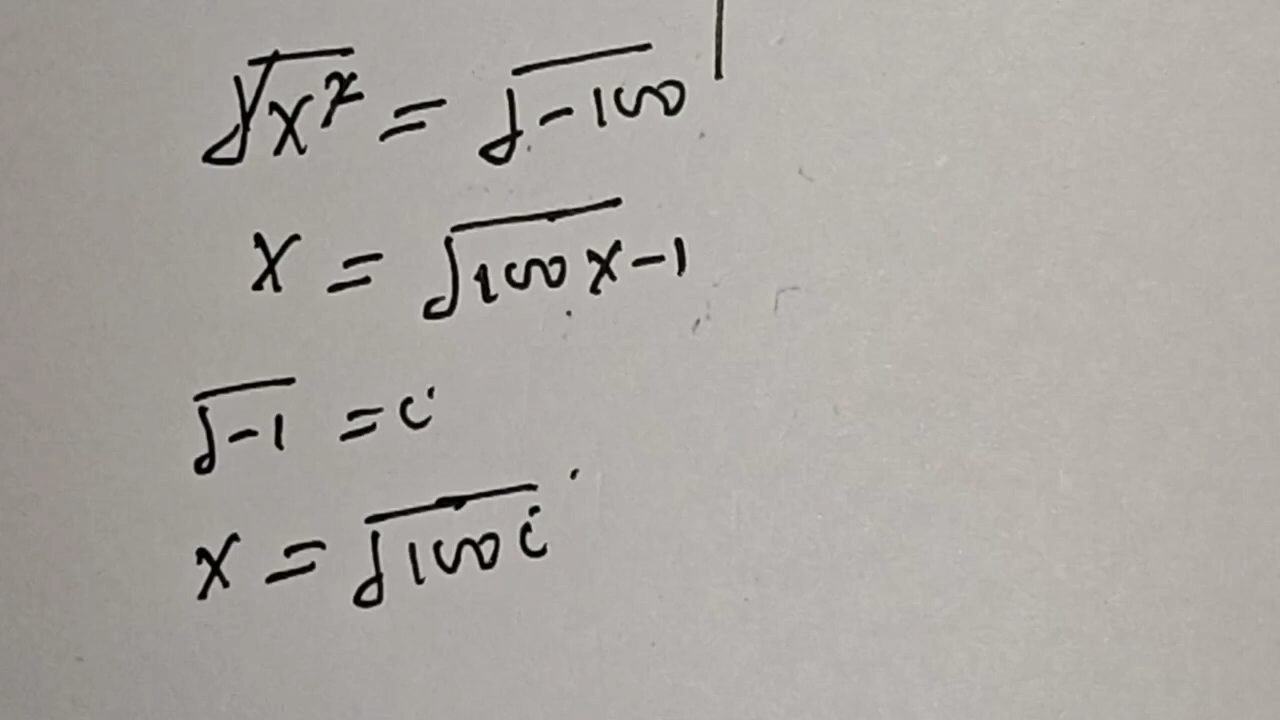 √x² = √-100
x = √100 x -1
√-1 = i
x = √100 i